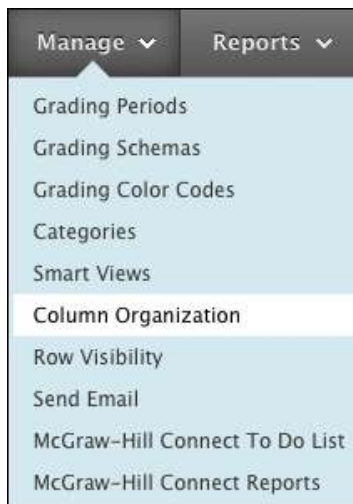 Manage Reports
Grading Periods
Grading Schemas
Grading Color Codes
Categories
Smart Views
Column Organization
Row Visibility
Send Email
McGraw-Hill Connect To Do List
McGraw-Hill Connect Reports